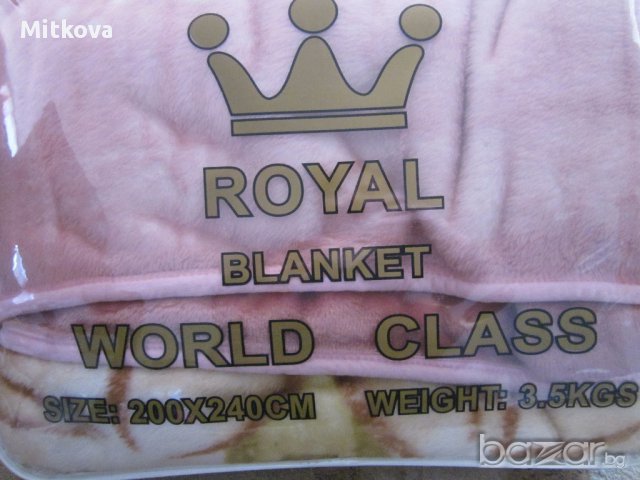 Mitkova
ROYAL
BLANKET
WORLD CLASS
SIZE: 200X240CM WEIGHT: 3.5KGS
bazar.bg